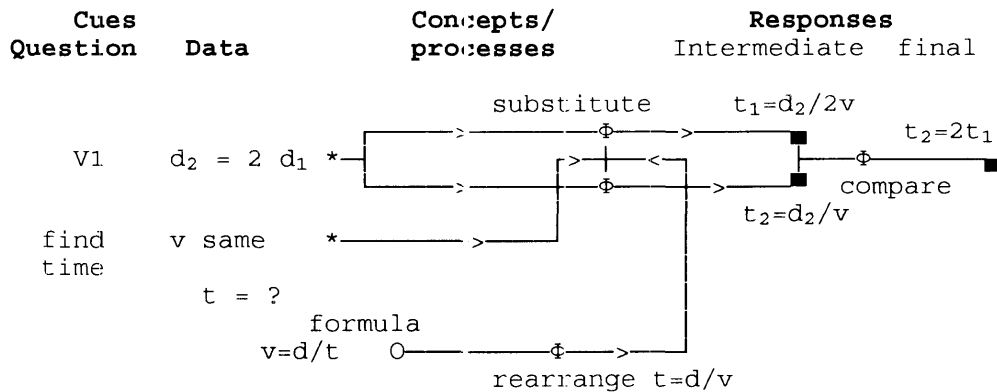 Cues Concepts/ Responses
Question Data processes Intermediate final
substitute t₁=d₂/2v
t₂=2t₁
V1 d₂ = 2 d₁ *
compare
t₂=d₂/v
find v same *
time
t = ?
formula
v=d/t
rearrange t=d/v